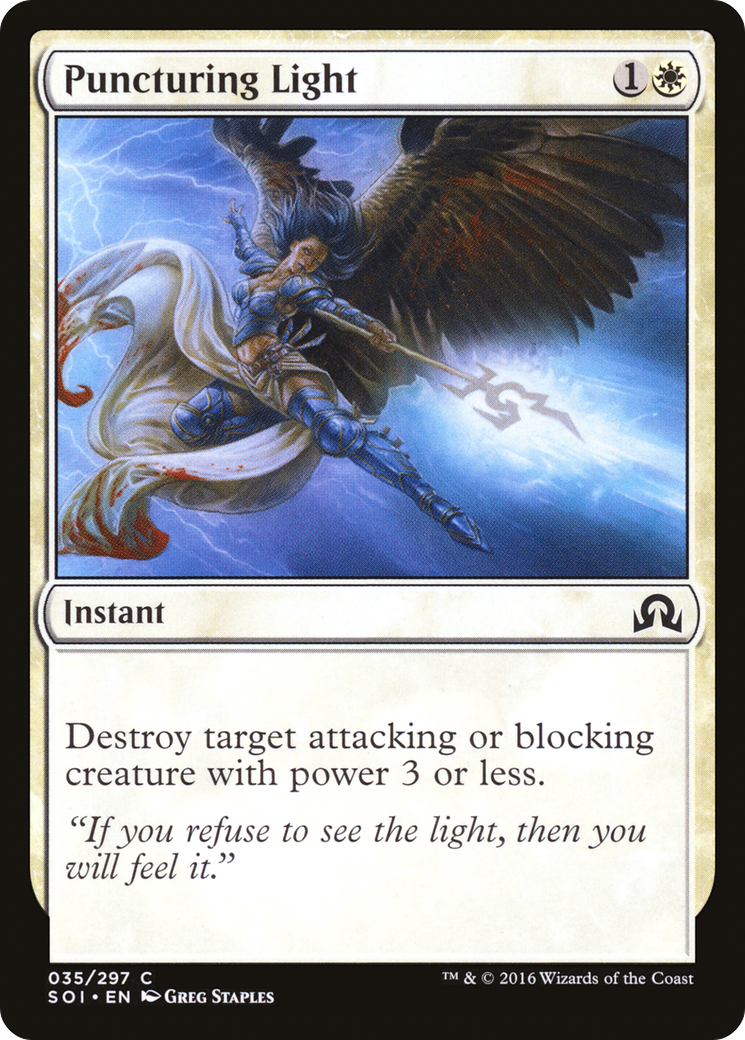 Puncturing Light 1
Instant
Destroy target attacking or blocking
creature with power 3 or less.
“If you refuse to see the light, then you
will feel it.”
035/297 C
SOI • EN Greg Staples
™ & © 2016 Wizards of the Coast